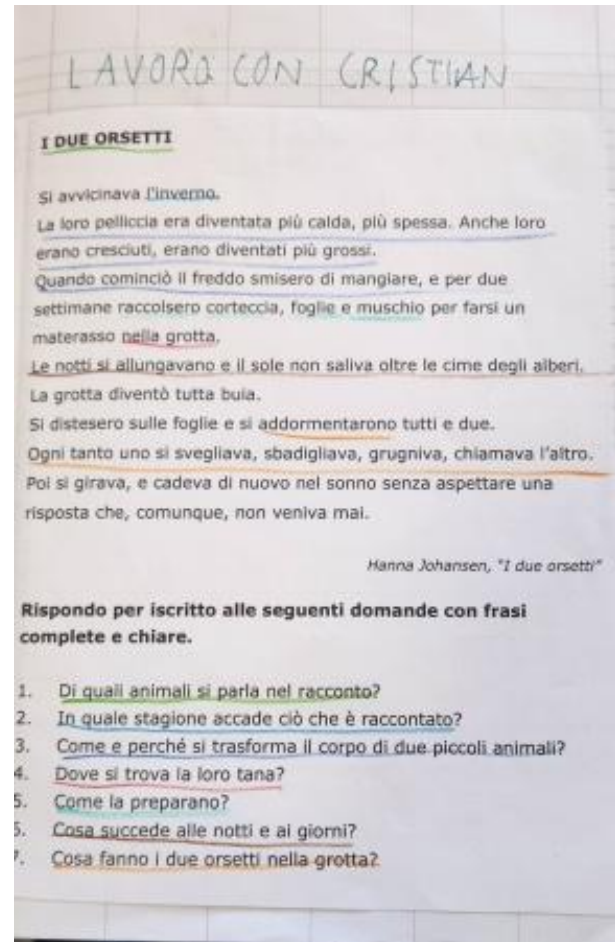 LAVORO CON CRISTIAN
I DUE ORSETTI
Si avvicinava l'inverno.
La loro pelliccia era diventata più calda, più spessa. Anche loro
erano cresciuti, erano diventati più grossi.
Quando cominciò il freddo smisero di mangiare, e per due
settimane raccolsero corteccia, foglie e muschio per farsi un
materasso nella grotta.
Le notti si allungavano e il sole non saliva oltre le cime degli alberi.
La grotta diventò tutta buia.
Si distesero sulle foglie e si addormentarono tutti e due.
Ogni tanto uno si svegliava, sbadigliava, grugniva, chiamava l'altro.
Poi si girava, e cadeva di nuovo nel sonno senza aspettare una
risposta che, comunque, non veniva mai.
Hanna Johansen, "I due orsetti"
Rispondo per iscritto alle seguenti domande con frasi
complete e chiare.
1. Di quali animali si parla nel racconto?
2. In quale stagione accade ciò che è raccontato?
3. Come e perché si trasforma il corpo di due piccoli animali?
4. Dove si trova la loro tana?
5. Come la preparano?
6. Cosa succede alle notti e ai giorni?
7. Cosa fanno i due orsetti nella grotta?